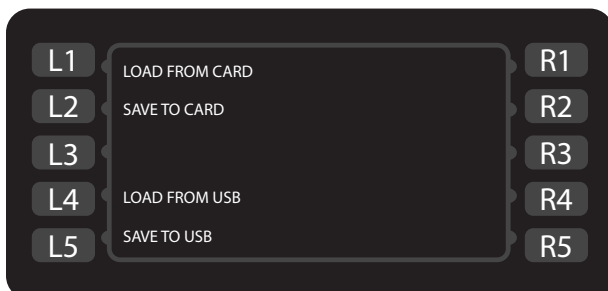 L1 LOAD FROM CARD R1
L2 SAVE TO CARD R2
L3 R3
L4 LOAD FROM USB R4
L5 SAVE TO USB R5